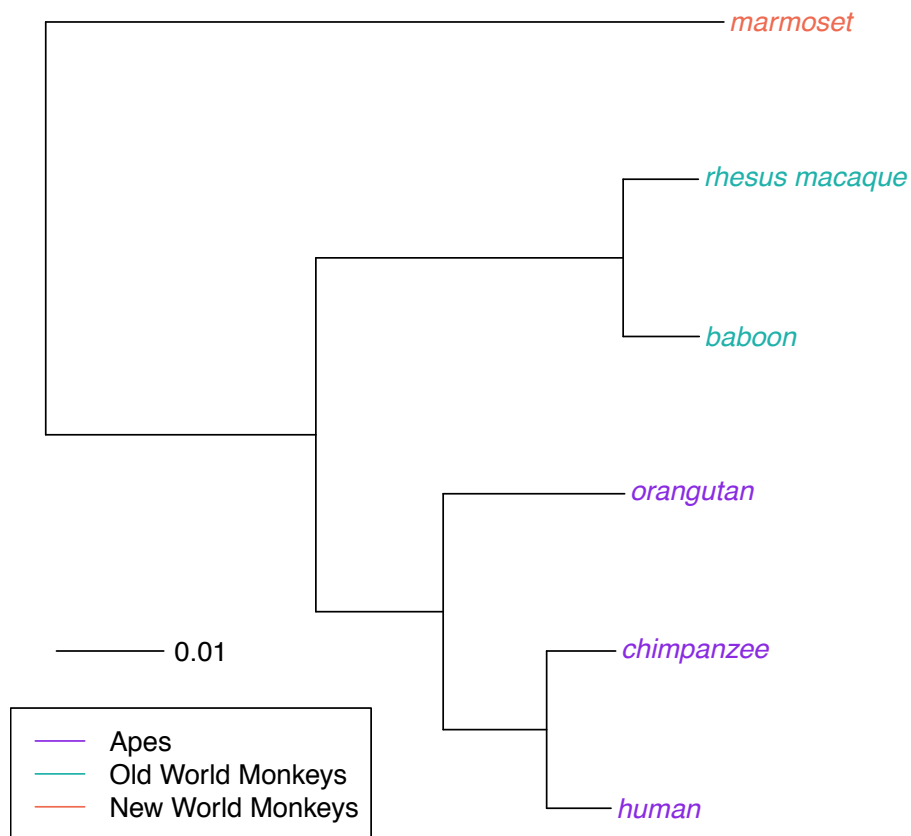 marmoset
rhesus macaque
baboon
orangutan
chimpanzee
human
0.01
Apes
Old World Monkeys
New World Monkeys